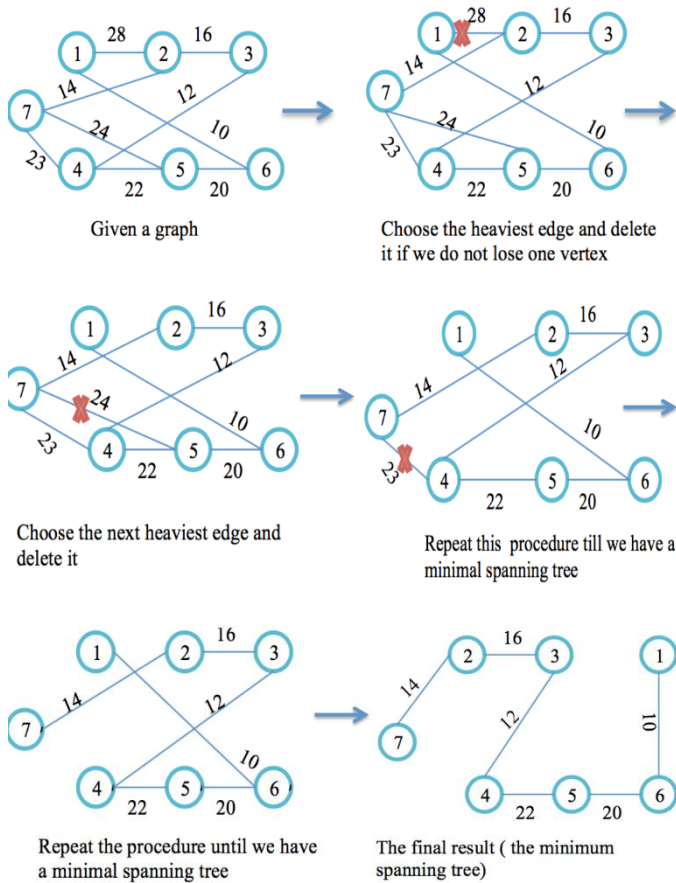 28 16
1 2 3
14 12
7
24 10
23 4 5 6
22 20
Given a graph
28 16
1 2 3
14 12
7
24 10
23 4 5 6
22 20
Choose the heaviest edge and delete
it if we do not lose one vertex
16
1 2 3
14 12
7 24
10
23 4 5 6
22 20
Choose the next heaviest edge and
delete it
16
1 2 3
14 12
7
10
23 4 5 6
22 20
Repeat this procedure till we have a
minimal spanning tree
16
1 2 3
14 12
7
10
4 5 6
22 20
Repeat the procedure until we have
a minimal spanning tree
16
2 3 1
14
12 10
7
4 5 6
22 20
The final result ( the minimum
spanning tree)